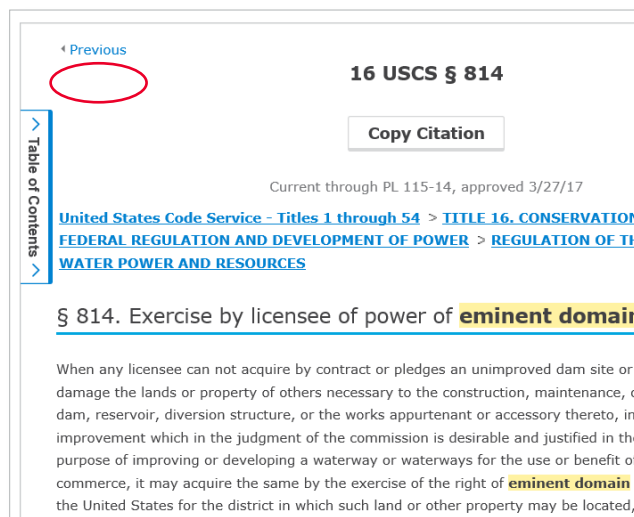 Previous
16 USCS § 814
Copy Citation
Table of Contents
Current through PL 115-14, approved 3/27/17
United States Code Service - Titles 1 through 54 > TITLE 16. CONSERVATION
FEDERAL REGULATION AND DEVELOPMENT OF POWER > REGULATION OF
WATER POWER AND RESOURCES
§ 814. Exercise by licensee of power of eminent domain
When any licensee can not acquire by contract or pledges an unimproved dam site or
damage the lands or property of others necessary to the construction, maintenance,
dam, reservoir, diversion structure, or the works appurtenant or accessory thereto,
improvement which in the judgment of the commission is desirable and justified in
purpose of improving or developing a waterway or waterways for the use or benefit
commerce, it may acquire the same by the exercise of the right of eminent domain
the United States for the district in which such land or other property may be located,